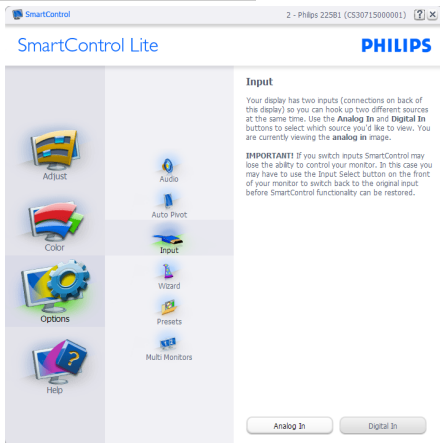 SmartControl
2 - Philips 225B1 (CS30715000001)
SmartControl Lite
PHILIPS
Adjust
Color
Options
Help
Audio
Auto Pivot
Input
Wizard
Presets
Multi Monitors
Input
Your display has two inputs (connections on back of
this display) so you can hook up two different sources
at the same time. Use the Analog In and Digital In
buttons to select which source you'd like to view. You
are currently viewing the analog in image.
IMPORTANT! If you switch inputs SmartControl may
lose the ability to control your monitor. In this case you
may have to use the Input Select button on the front
of your monitor to switch back to the original input
before SmartControl functionality can be restored.
Analog In
Digital In